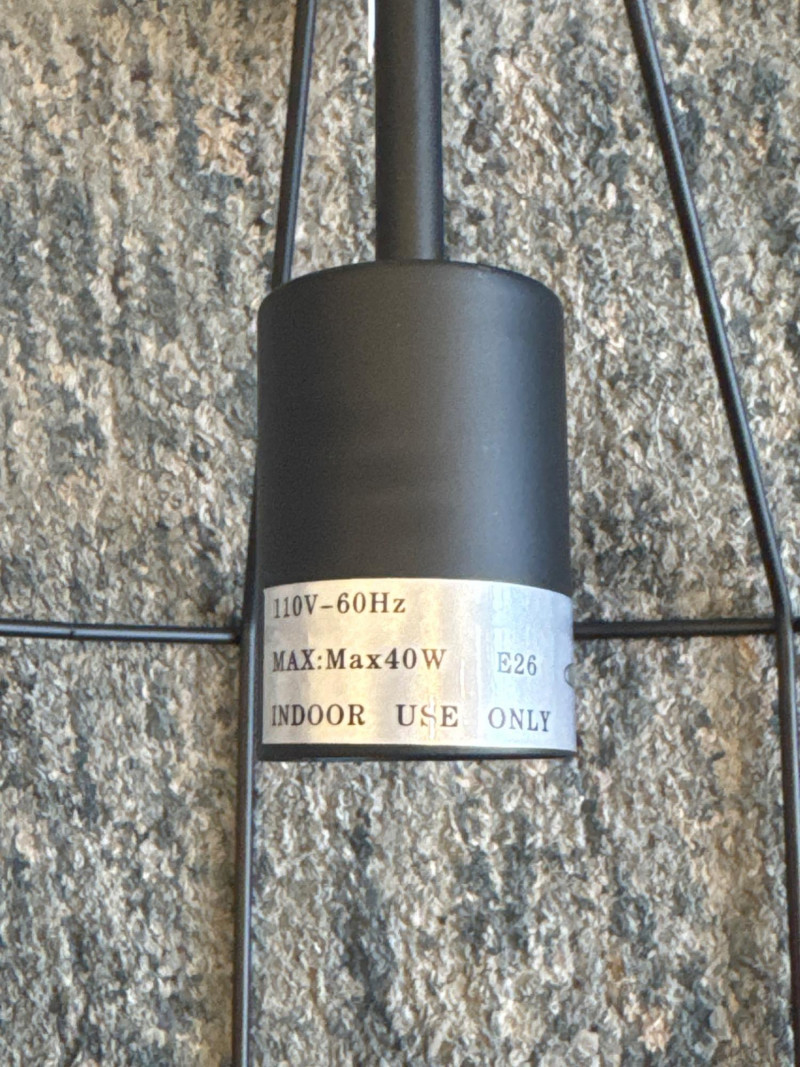 110V-60Hz
MAX:Max40W E26
INDOOR USE ONLY